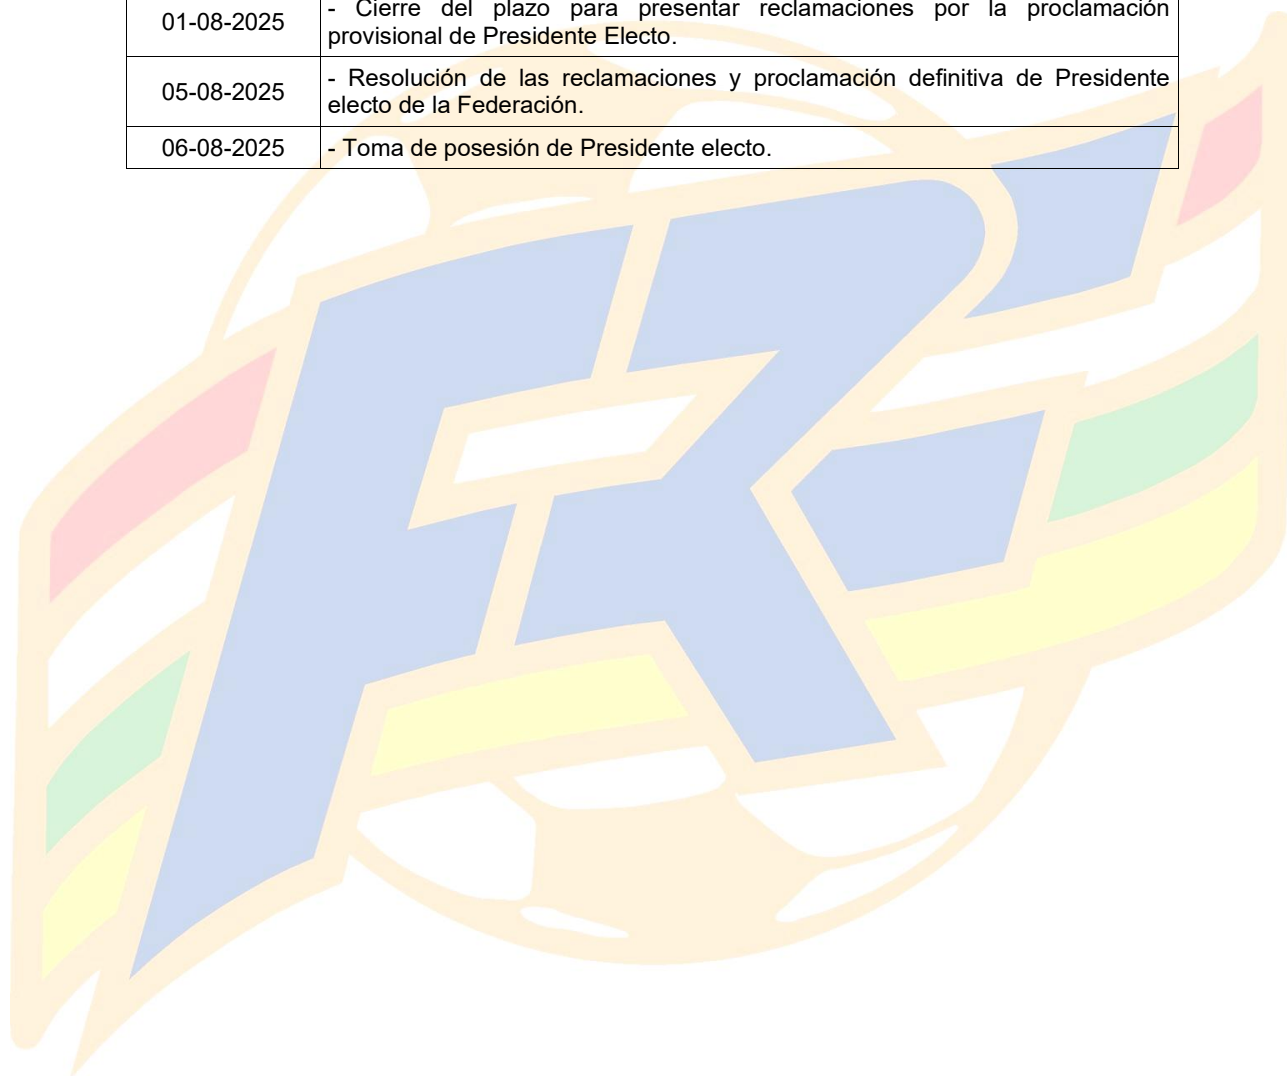 - Cierre del plazo para presentar reclamaciones por la proclamación
01-08-2025
provisional de Presidente Electo.
- Resolución de las reclamaciones y proclamación definitiva de Presidente
05-08-2025
electo de la Federación.
06-08-2025 - Toma de posesión de Presidente electo.
FR